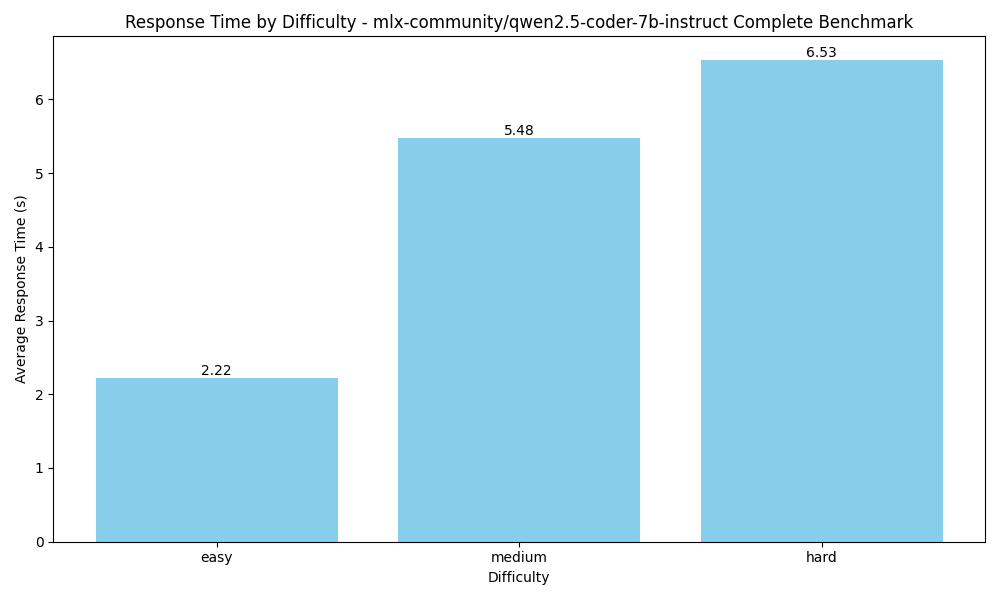 Response Time by Difficulty - mlx-community/qwen2.5-coder-7b-instruct Complete Benchmark
6.53
5.48
2.22
6
5
4
3
2
1
0
Average Response Time (s)
easy medium hard
Difficulty